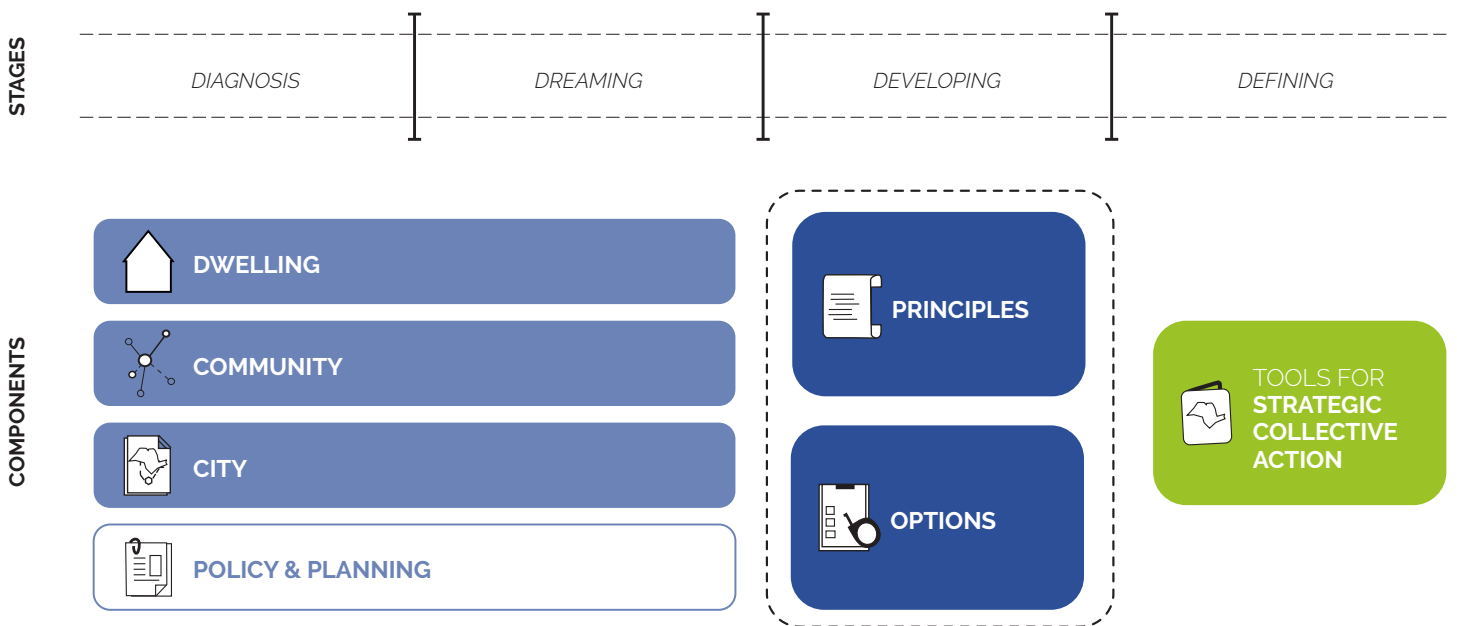 STAGES
DIAGNOSIS
DREAMING
DEVELOPING
DEFINING
COMPONENTS
DWELLING
COMMUNITY
CITY
POLICY & PLANNING
PRINCIPLES
OPTIONS
TOOLS FOR
STRATEGIC
COLLECTIVE
ACTION